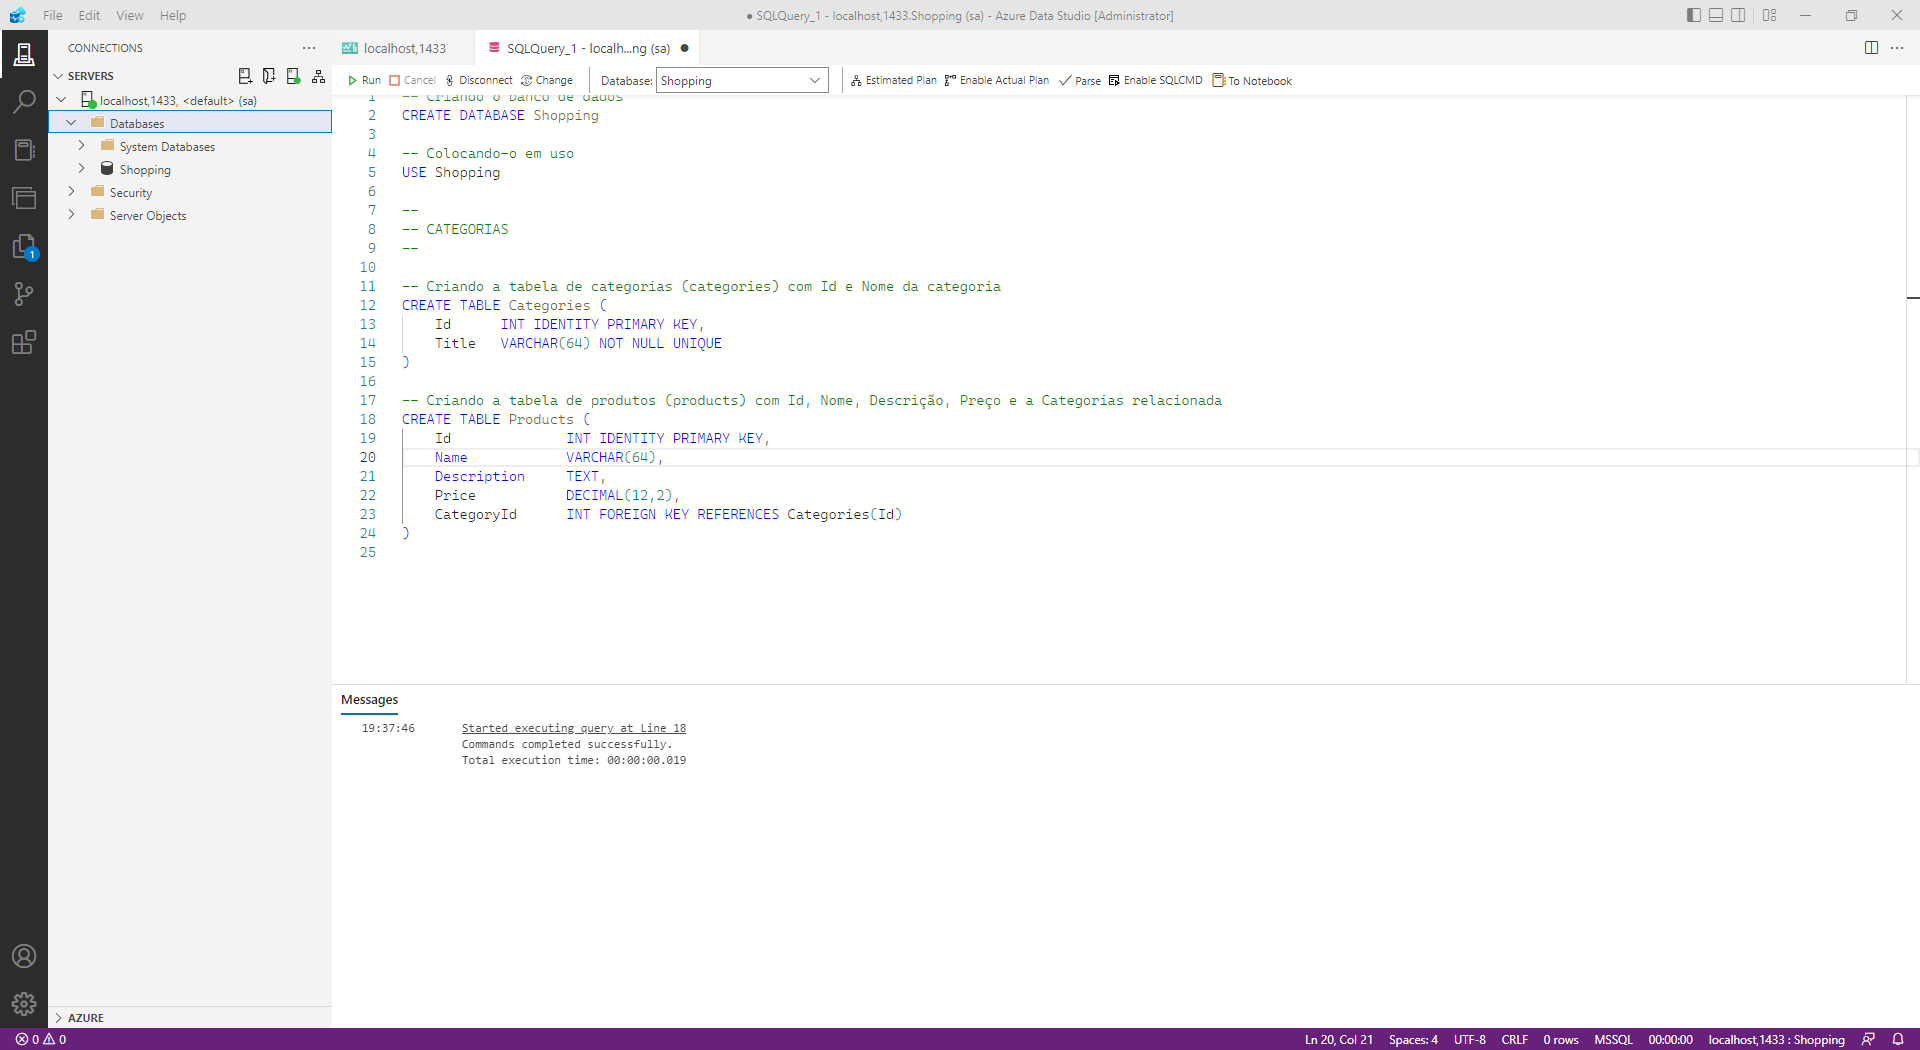 File Edit View Help
● SQLQuery_1 - localhost,1433.Shopping (sa) - Azure Data Studio [Administrator]
CONNECTIONS
SERVERS
localhost,1433, <default> (sa)
Databases
System Databases
Shopping
Security
Server Objects
AZURE
1
localhost,1433
SQLQuery_1 - localh...ng (sa) ●
Run Cancel Disconnect Change Database: Shopping Estimated Plan Enable Actual Plan Parse Enable SQLCMD To Notebook
1 -- Criando o banco de dados
2 CREATE DATABASE Shopping
3
4 -- Colocando-o em uso
5 USE Shopping
6
7 --
8 -- CATEGORIAS
9 --
10
11 -- Criando a tabela de categorias (categories) com Id e Nome da categoria
12 CREATE TABLE Categories (
13 Id INT IDENTITY PRIMARY KEY,
14 Title VARCHAR(64) NOT NULL UNIQUE
15 )
16
17 -- Criando a tabela de produtos (products) com Id, Nome, Descrição, Preço e a Categorias relacionada
18 CREATE TABLE Products (
19 Id INT IDENTITY PRIMARY KEY,
20 Name VARCHAR(64),
21 Description TEXT,
22 Price DECIMAL(12,2),
23 CategoryId INT FOREIGN KEY REFERENCES Categories(Id)
24 )
25
Messages
19:37:46 Started executing query at Line 18
Commands completed successfully.
Total execution time: 00:00:00.019
0 0 Ln 20, Col 21 Spaces: 4 UTF-8 CRLF 0 rows MSSQL 00:00:00 localhost,1433 : Shopping